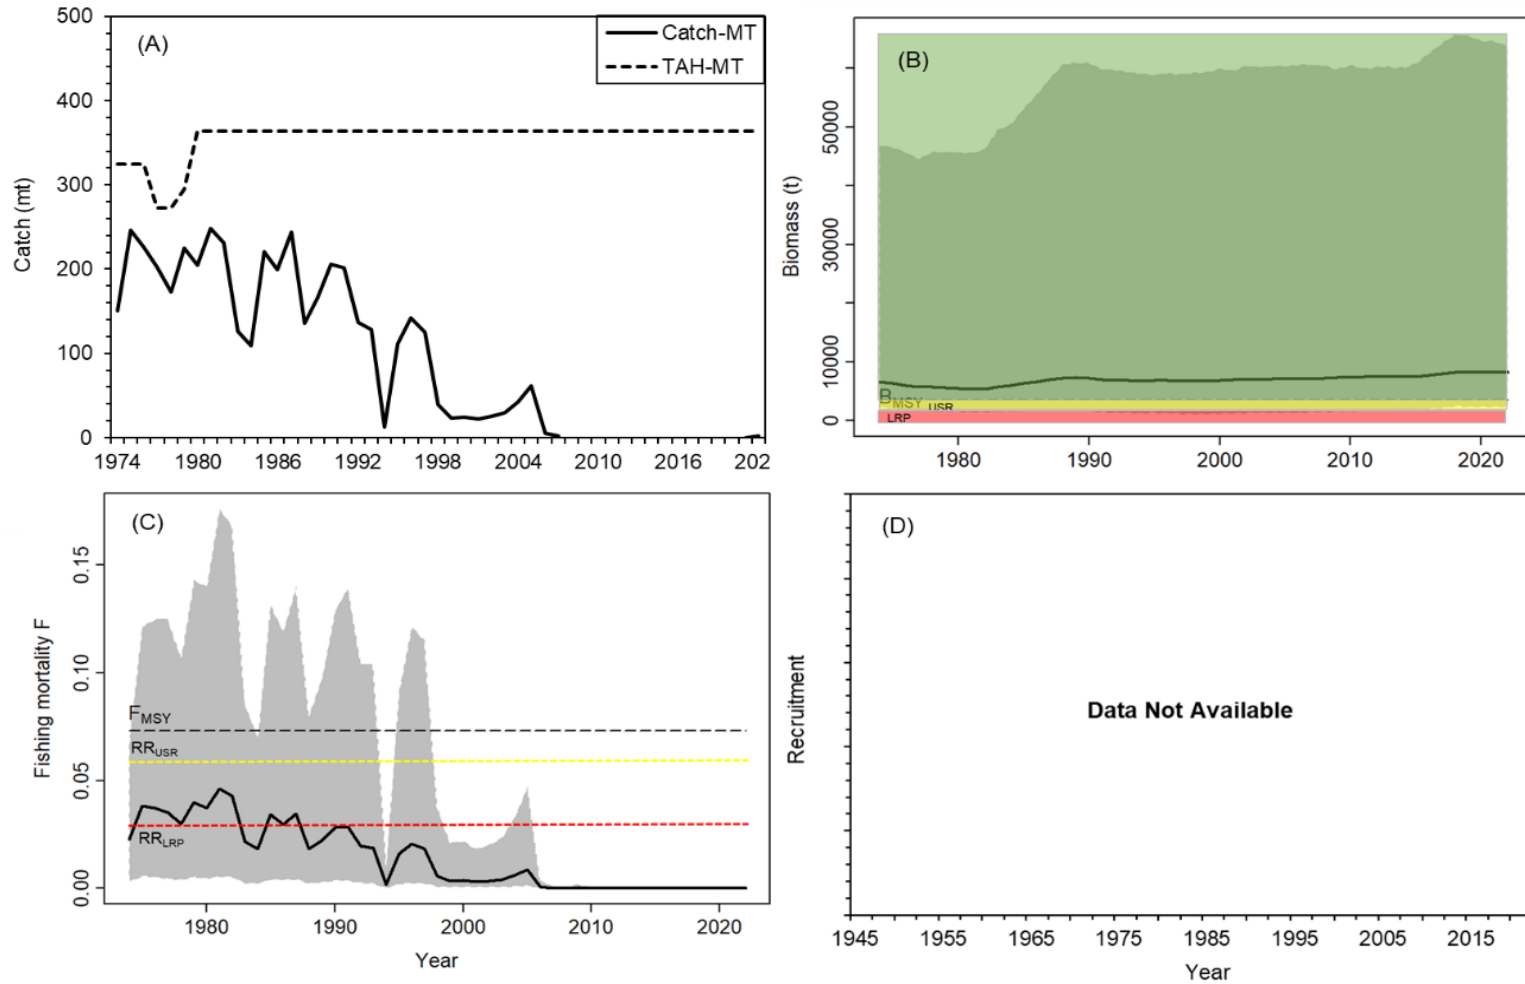 500
400
300
200
100
0
Catch (mt)
(A)
Catch-MT
TAH-MT
1974 1980 1986 1992 1998 2004 2010 2016 202
(B)
50000
30000
10000
0
Biomass (t)
BMSY USR
LRP
1980 1990 2000 2010 2020
(C)
0.15
0.10
0.05
0.00
Fishing mortality F
FMSY
RRUSR
RRLRP
1980 1990 2000 2010 2020
Year
(D)
Recruitment
Data Not Available
1945 1955 1965 1975 1985 1995 2005 2015
Year